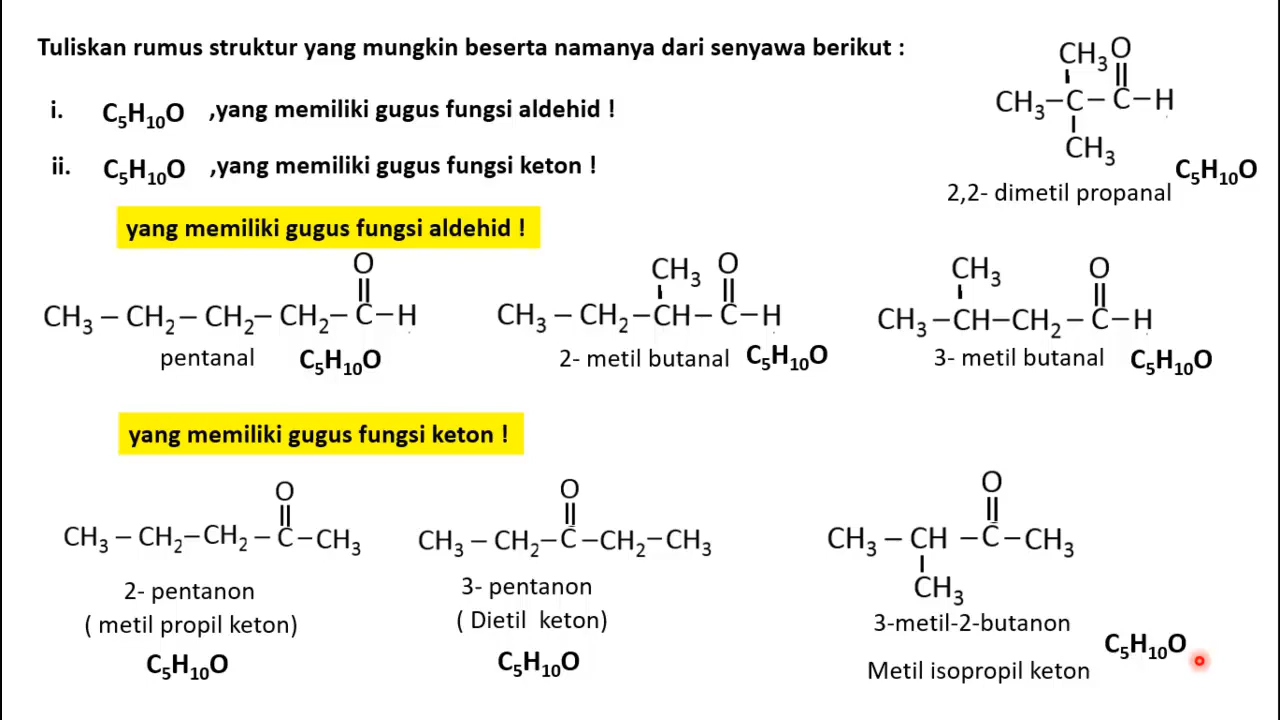 Tuliskan rumus struktur yang mungkin beserta namanya dari senyawa berikut :
i. C₅H₁₀O ,yang memiliki gugus fungsi aldehid !
ii. C₅H₁₀O ,yang memiliki gugus fungsi keton !
CH₃ O
CH₃–C–C–H
CH₃
2,2- dimetil propanal C₅H₁₀O
yang memiliki gugus fungsi aldehid !
O
CH₃ – CH₂ – CH₂– CH₂– C – H
pentanal C₅H₁₀O
CH₃ O
CH₃ – CH₂ –CH– C – H
2- metil butanal C₅H₁₀O
CH₃ O
CH₃ –CH–CH₂ – C – H
3- metil butanal C₅H₁₀O
yang memiliki gugus fungsi keton !
O
CH₃ – CH₂–CH₂ – C – CH₃
2- pentanon
( metil propil keton)
C₅H₁₀O
O
CH₃ – CH₂–C –CH₂–CH₃
3- pentanon
( Dietil keton)
C₅H₁₀O
O
CH₃ – CH –C–CH₃
CH₃
3-metil-2-butanon
Metil isopropil keton
C₅H₁₀O